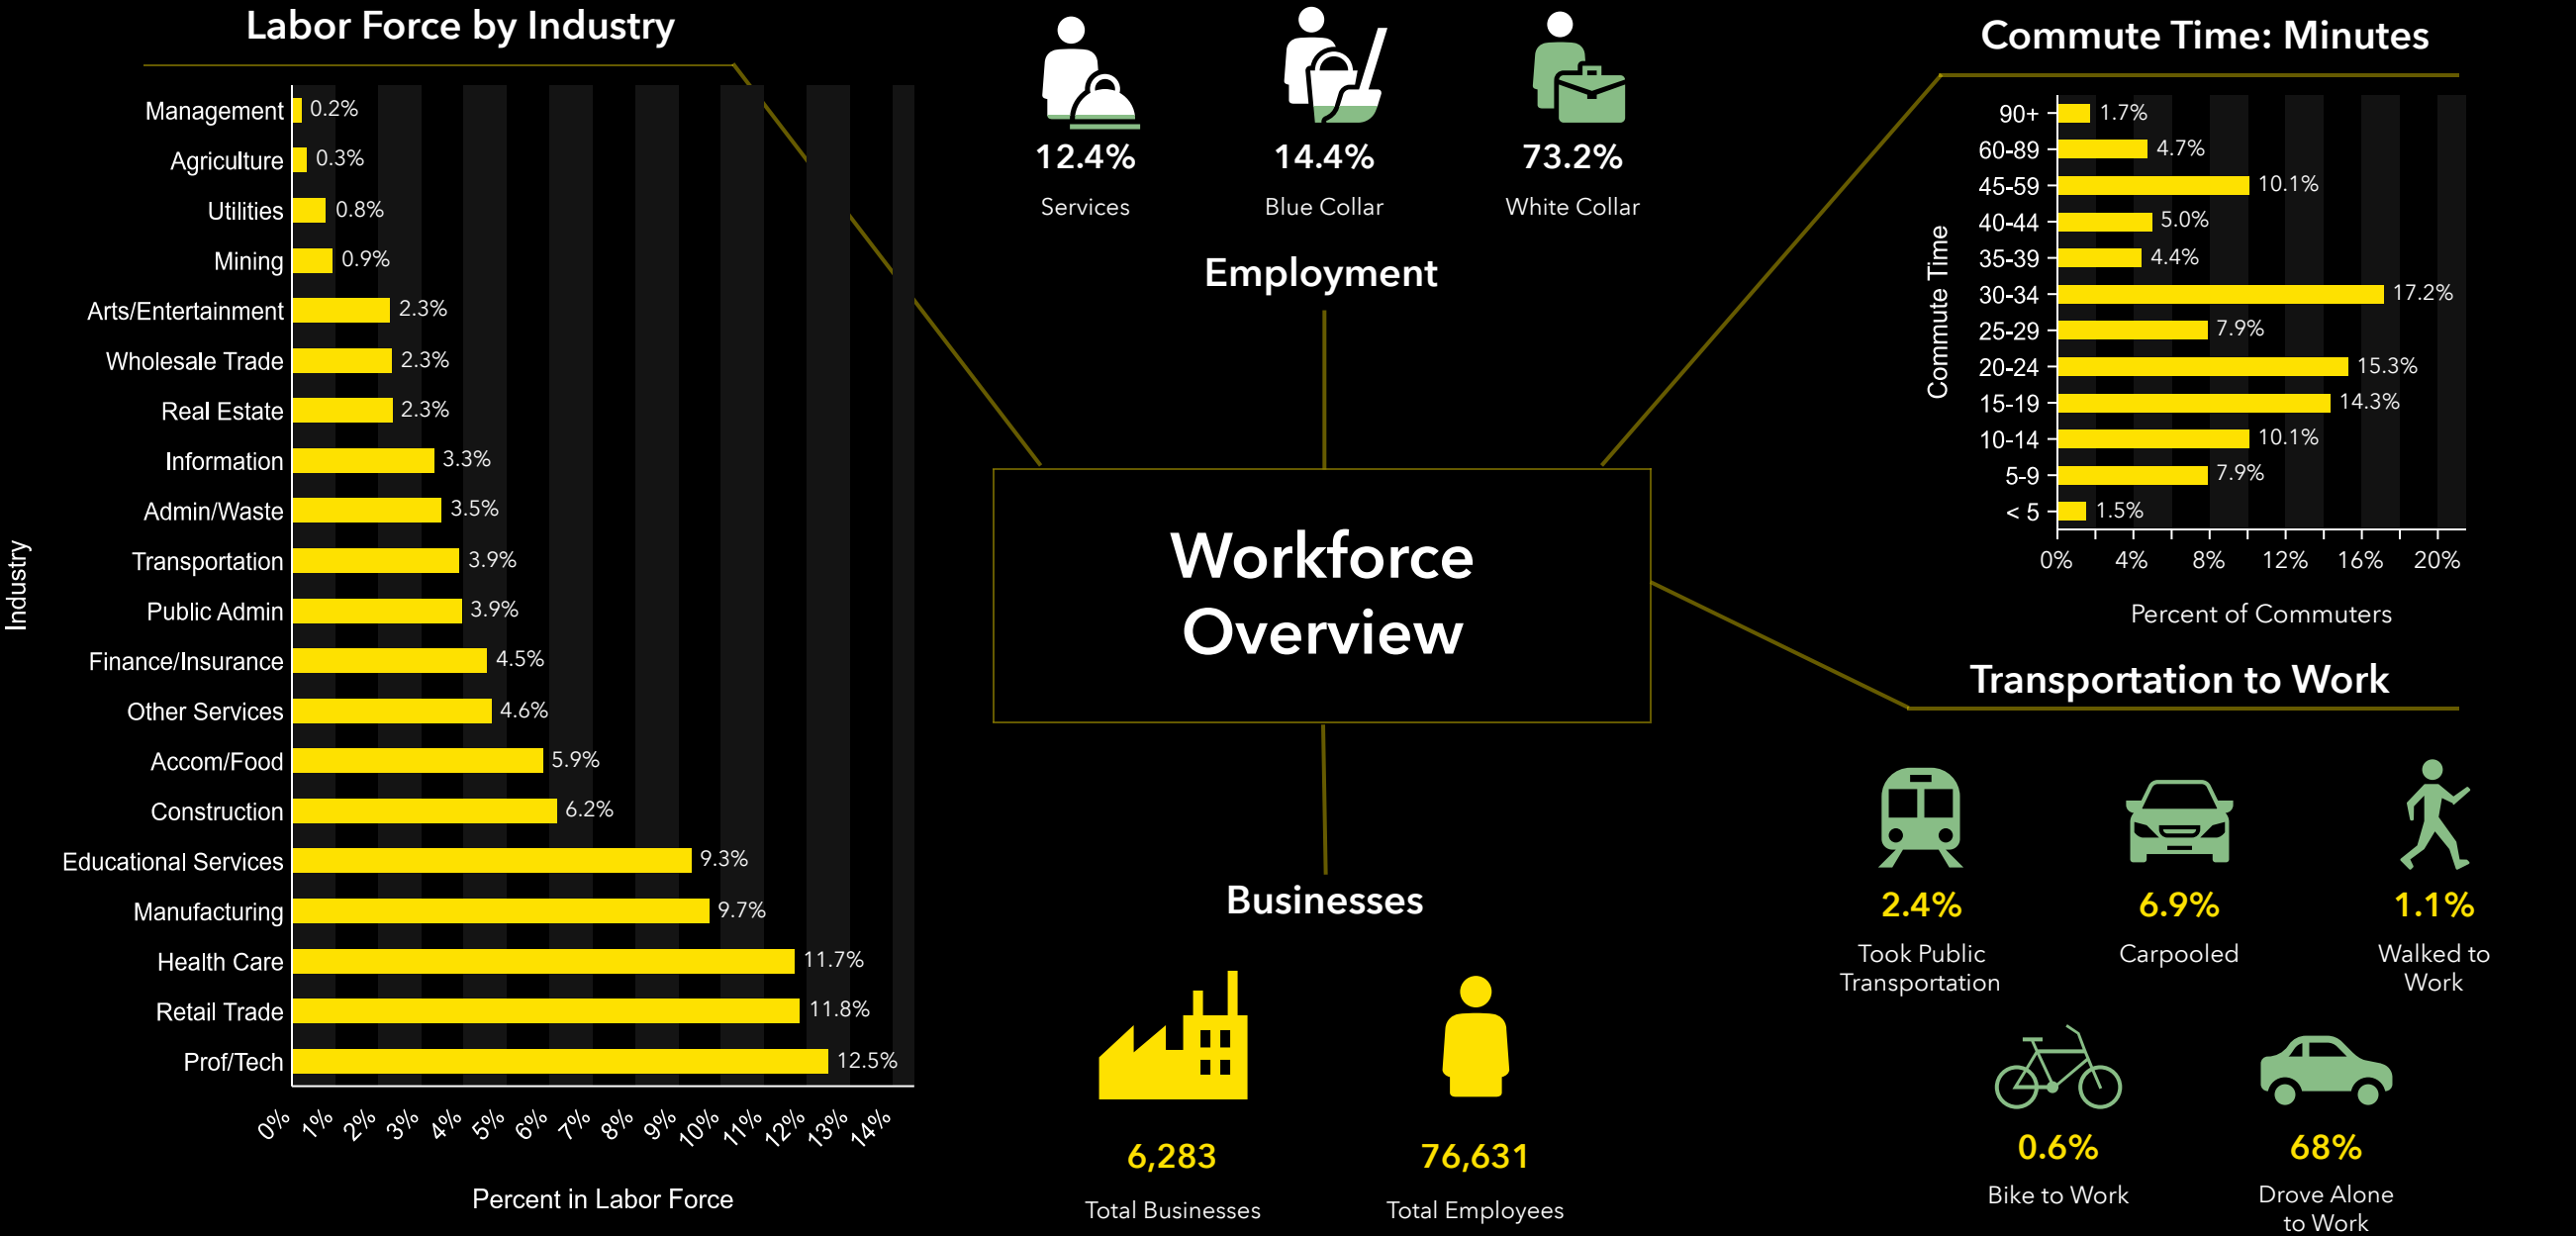 Labor Force by Industry
Industry
Management 0.2%
Agriculture 0.3%
Utilities 0.8%
Mining 0.9%
Arts/Entertainment 2.3%
Wholesale Trade 2.3%
Real Estate 2.3%
Information 3.3%
Admin/Waste 3.5%
Transportation 3.9%
Public Admin 3.9%
Finance/Insurance 4.5%
Other Services 4.6%
Accom/Food 5.9%
Construction 6.2%
Educational Services 9.3%
Manufacturing 9.7%
Health Care 11.7%
Retail Trade 11.8%
Prof/Tech 12.5%
0% 1% 2% 3% 4% 5% 6% 7% 8% 9% 10% 11% 12% 13% 14%
Percent in Labor Force
12.4% 14.4% 73.2%
Services Blue Collar White Collar
Employment
Workforce
Overview
Businesses
6,283 76,631
Total Businesses Total Employees
Commute Time: Minutes
Commute Time
90+ 1.7%
60-89 4.7%
45-59 10.1%
40-44 5.0%
35-39 4.4%
30-34 17.2%
25-29 7.9%
20-24 15.3%
15-19 14.3%
10-14 10.1%
5-9 7.9%
< 5 1.5%
0% 4% 8% 12% 16% 20%
Percent of Commuters
Transportation to Work
2.4% 6.9% 1.1%
Took Public Carpooled Walked to
Transportation Work
0.6% 68%
Bike to Work Drove Alone
to Work